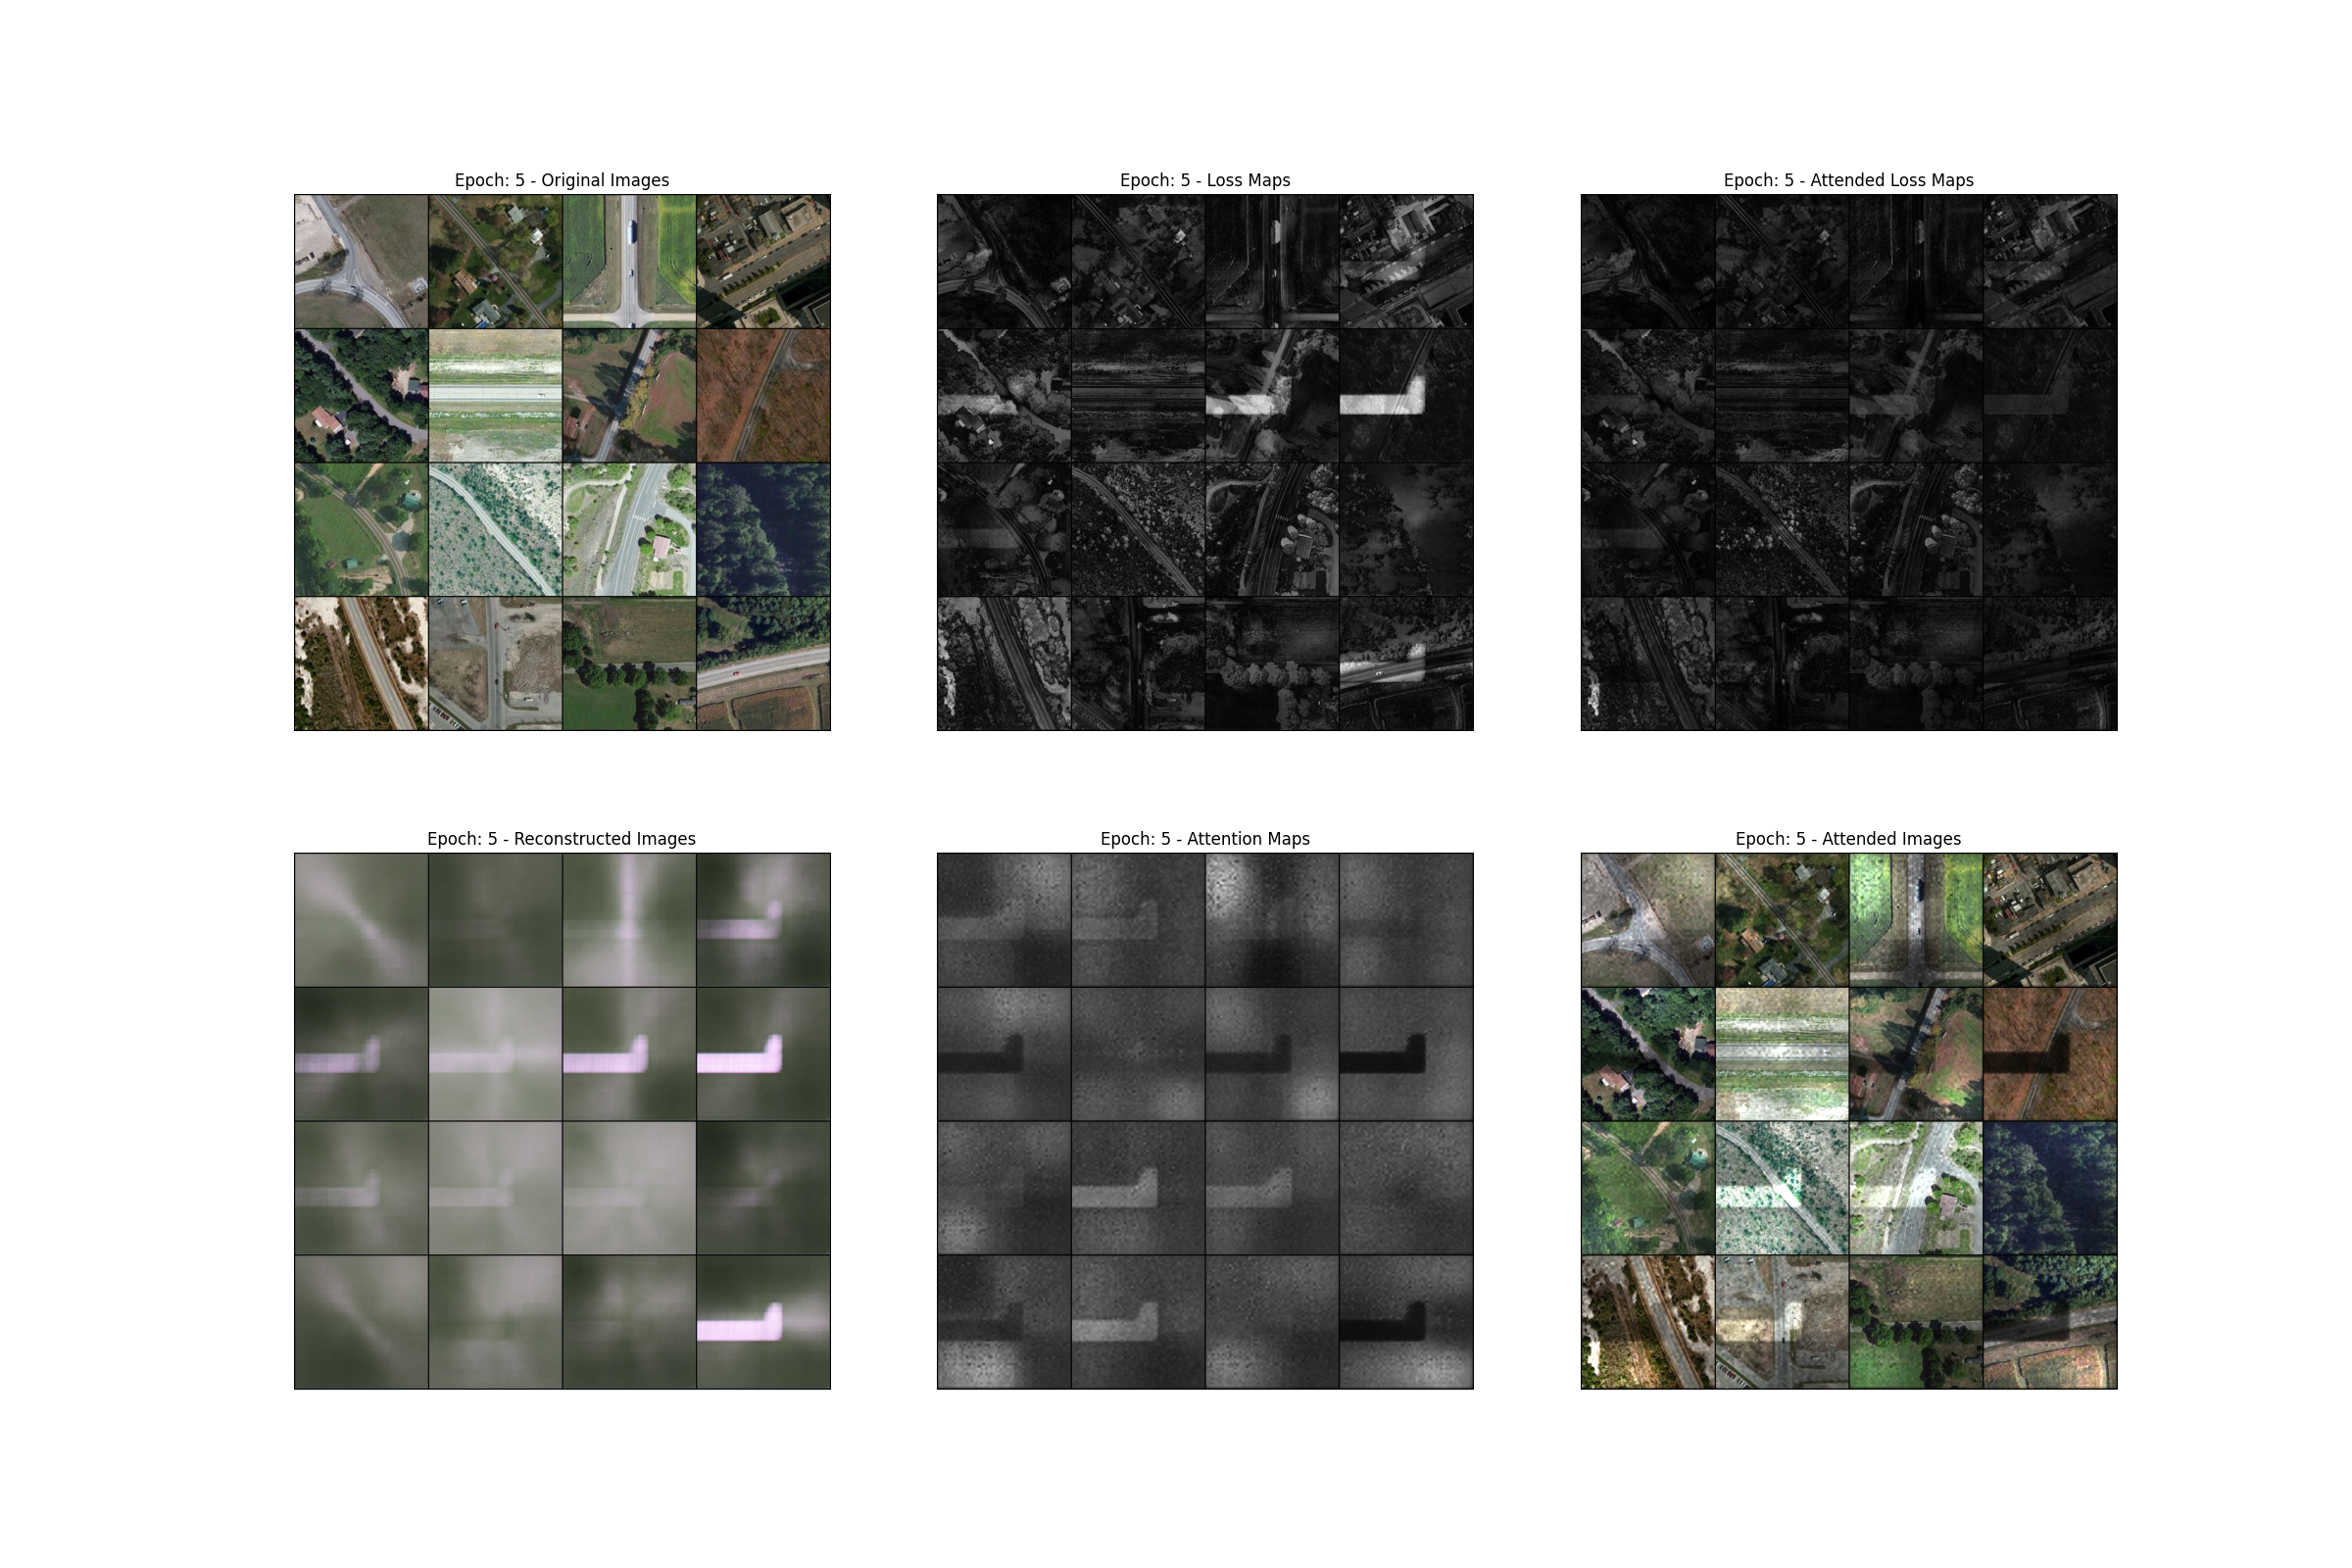 Epoch: 5 - Original Images
Epoch: 5 - Loss Maps
Epoch: 5 - Attended Loss Maps
Epoch: 5 - Reconstructed Images
Epoch: 5 - Attention Maps
Epoch: 5 - Attended Images